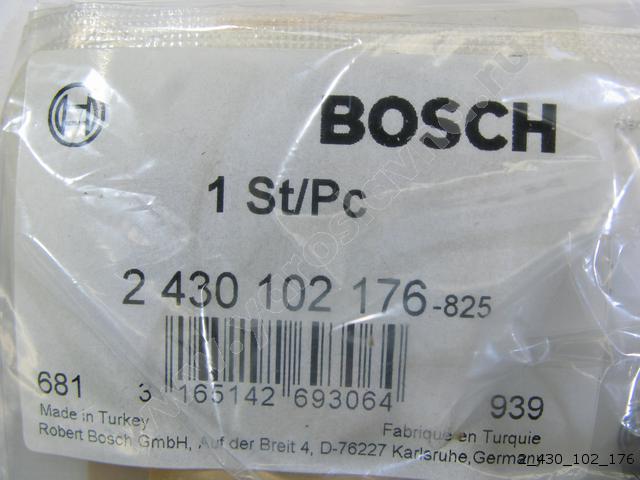 BOSCH
1 St/Pc
2 430 102 176-825
681 3 165142 693064 939
Made in Turkey Fabrique en Turquie
Robert Bosch GmbH, Auf der Breit 4, D-76227 Karlsruhe, Germany
2_430_102_176